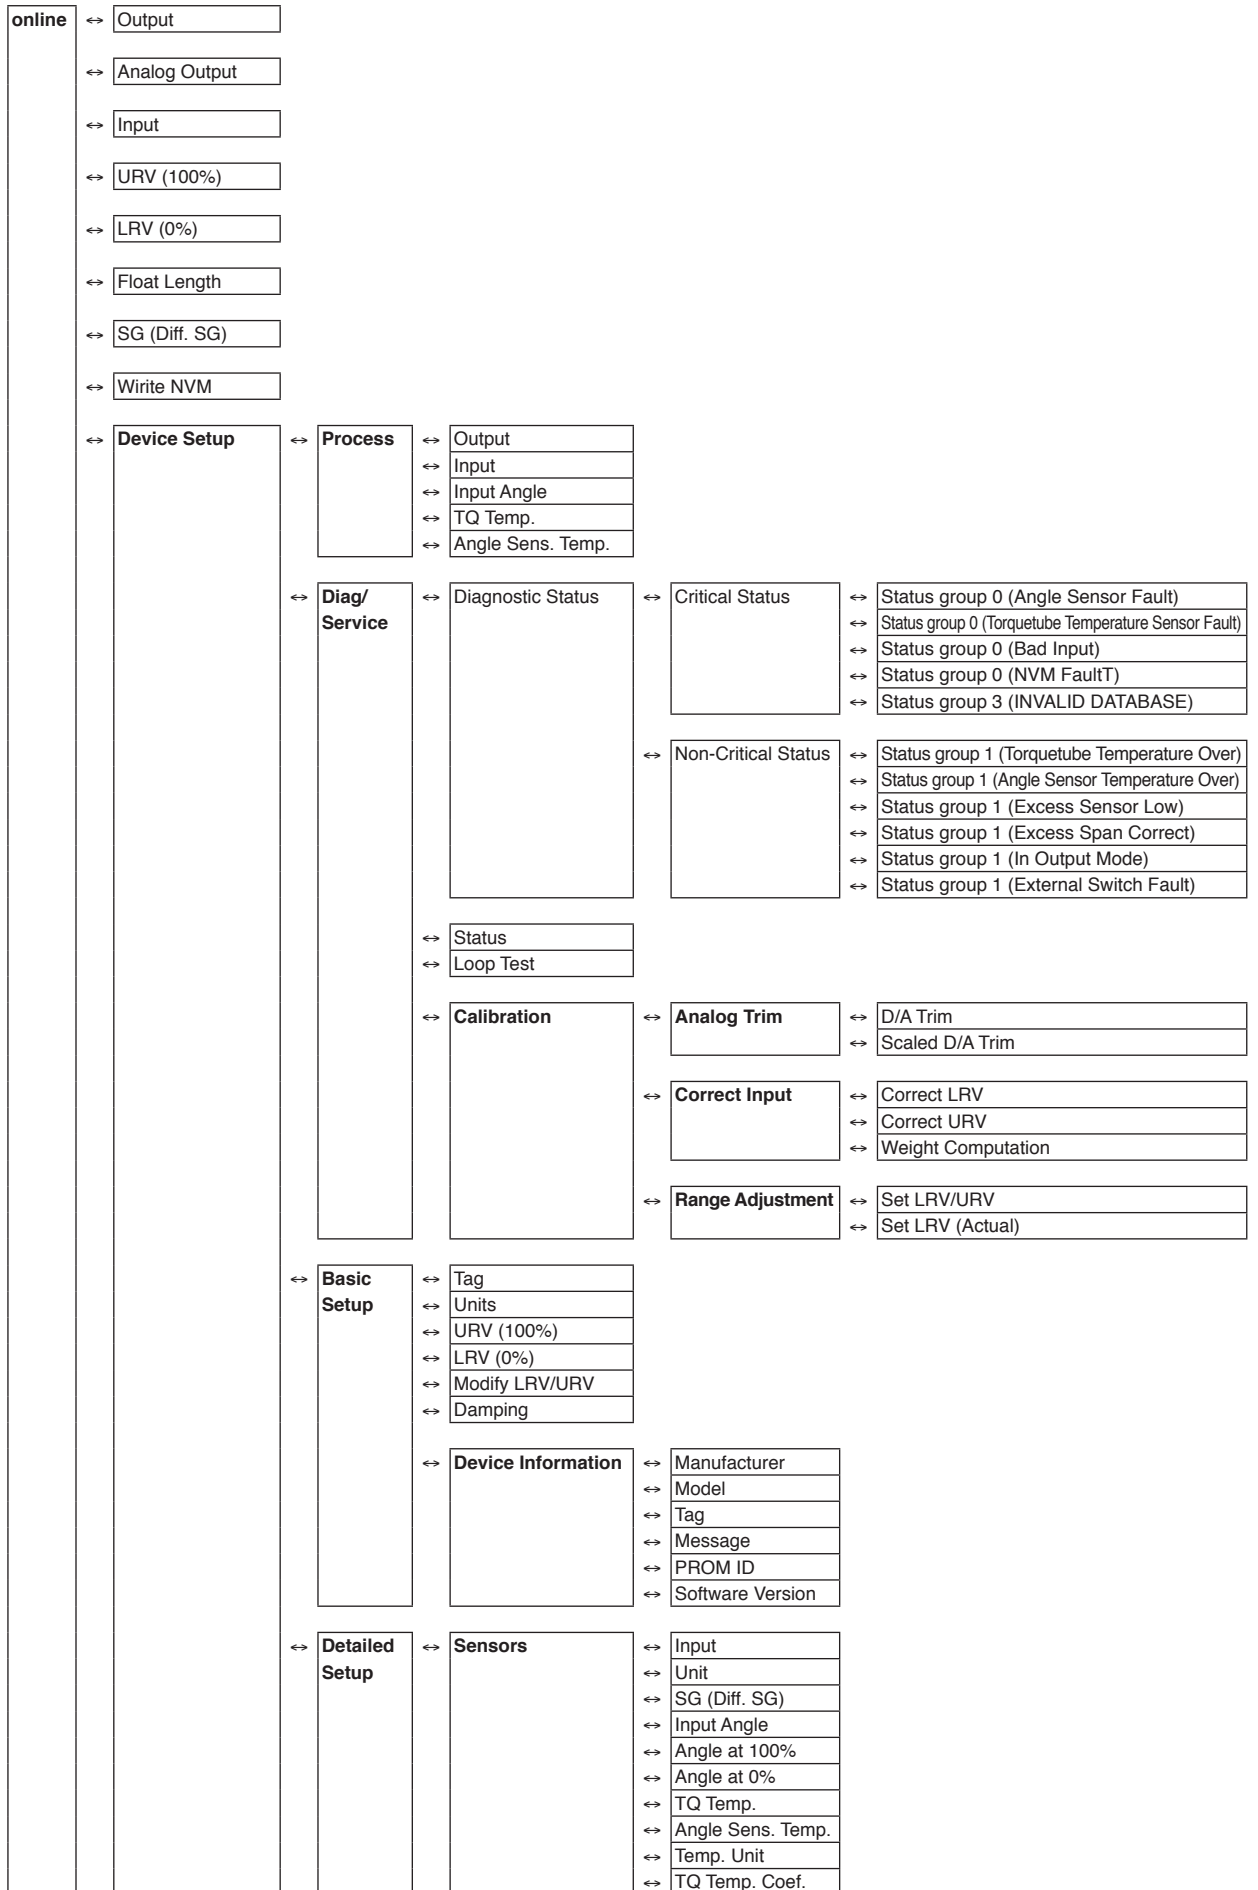 online ↔ Output
↔ Analog Output
↔ Input
↔ URV (100%)
↔ LRV (0%)
↔ Float Length
↔ SG (Diff. SG)
↔ Wirite NVM
↔ Device Setup ↔ Process ↔ Output
↔ Input
↔ Input Angle
↔ TQ Temp.
↔ Angle Sens. Temp.
↔ Diag/ ↔ Diagnostic Status ↔ Critical Status ↔ Status group 0 (Angle Sensor Fault)
Service ↔ Status group 0 (Torquetube Temperature Sensor Fault)
↔ Status group 0 (Bad Input)
↔ Status group 0 (NVM FaultT)
↔ Status group 3 (INVALID DATABASE)
↔ Non-Critical Status ↔ Status group 1 (Torquetube Temperature Over)
↔ Status group 1 (Angle Sensor Temperature Over)
↔ Status group 1 (Excess Sensor Low)
↔ Status group 1 (Excess Span Correct)
↔ Status group 1 (In Output Mode)
↔ Status group 1 (External Switch Fault)
↔ Status
↔ Loop Test
↔ Calibration ↔ Analog Trim ↔ D/A Trim
↔ Scaled D/A Trim
↔ Correct Input ↔ Correct LRV
↔ Correct URV
↔ Weight Computation
↔ Range Adjustment ↔ Set LRV/URV
↔ Set LRV (Actual)
↔ Basic ↔ Tag
Setup ↔ Units
↔ URV (100%)
↔ LRV (0%)
↔ Modify LRV/URV
↔ Damping
↔ Device Information ↔ Manufacturer
↔ Model
↔ Tag
↔ Message
↔ PROM ID
↔ Software Version
↔ Detailed ↔ Sensors ↔ Input
Setup ↔ Unit
↔ SG (Diff. SG)
↔ Input Angle
↔ Angle at 100%
↔ Angle at 0%
↔ TQ Temp.
↔ Angle Sens. Temp.
↔ Temp. Unit
↔ TQ Temp. Coef.